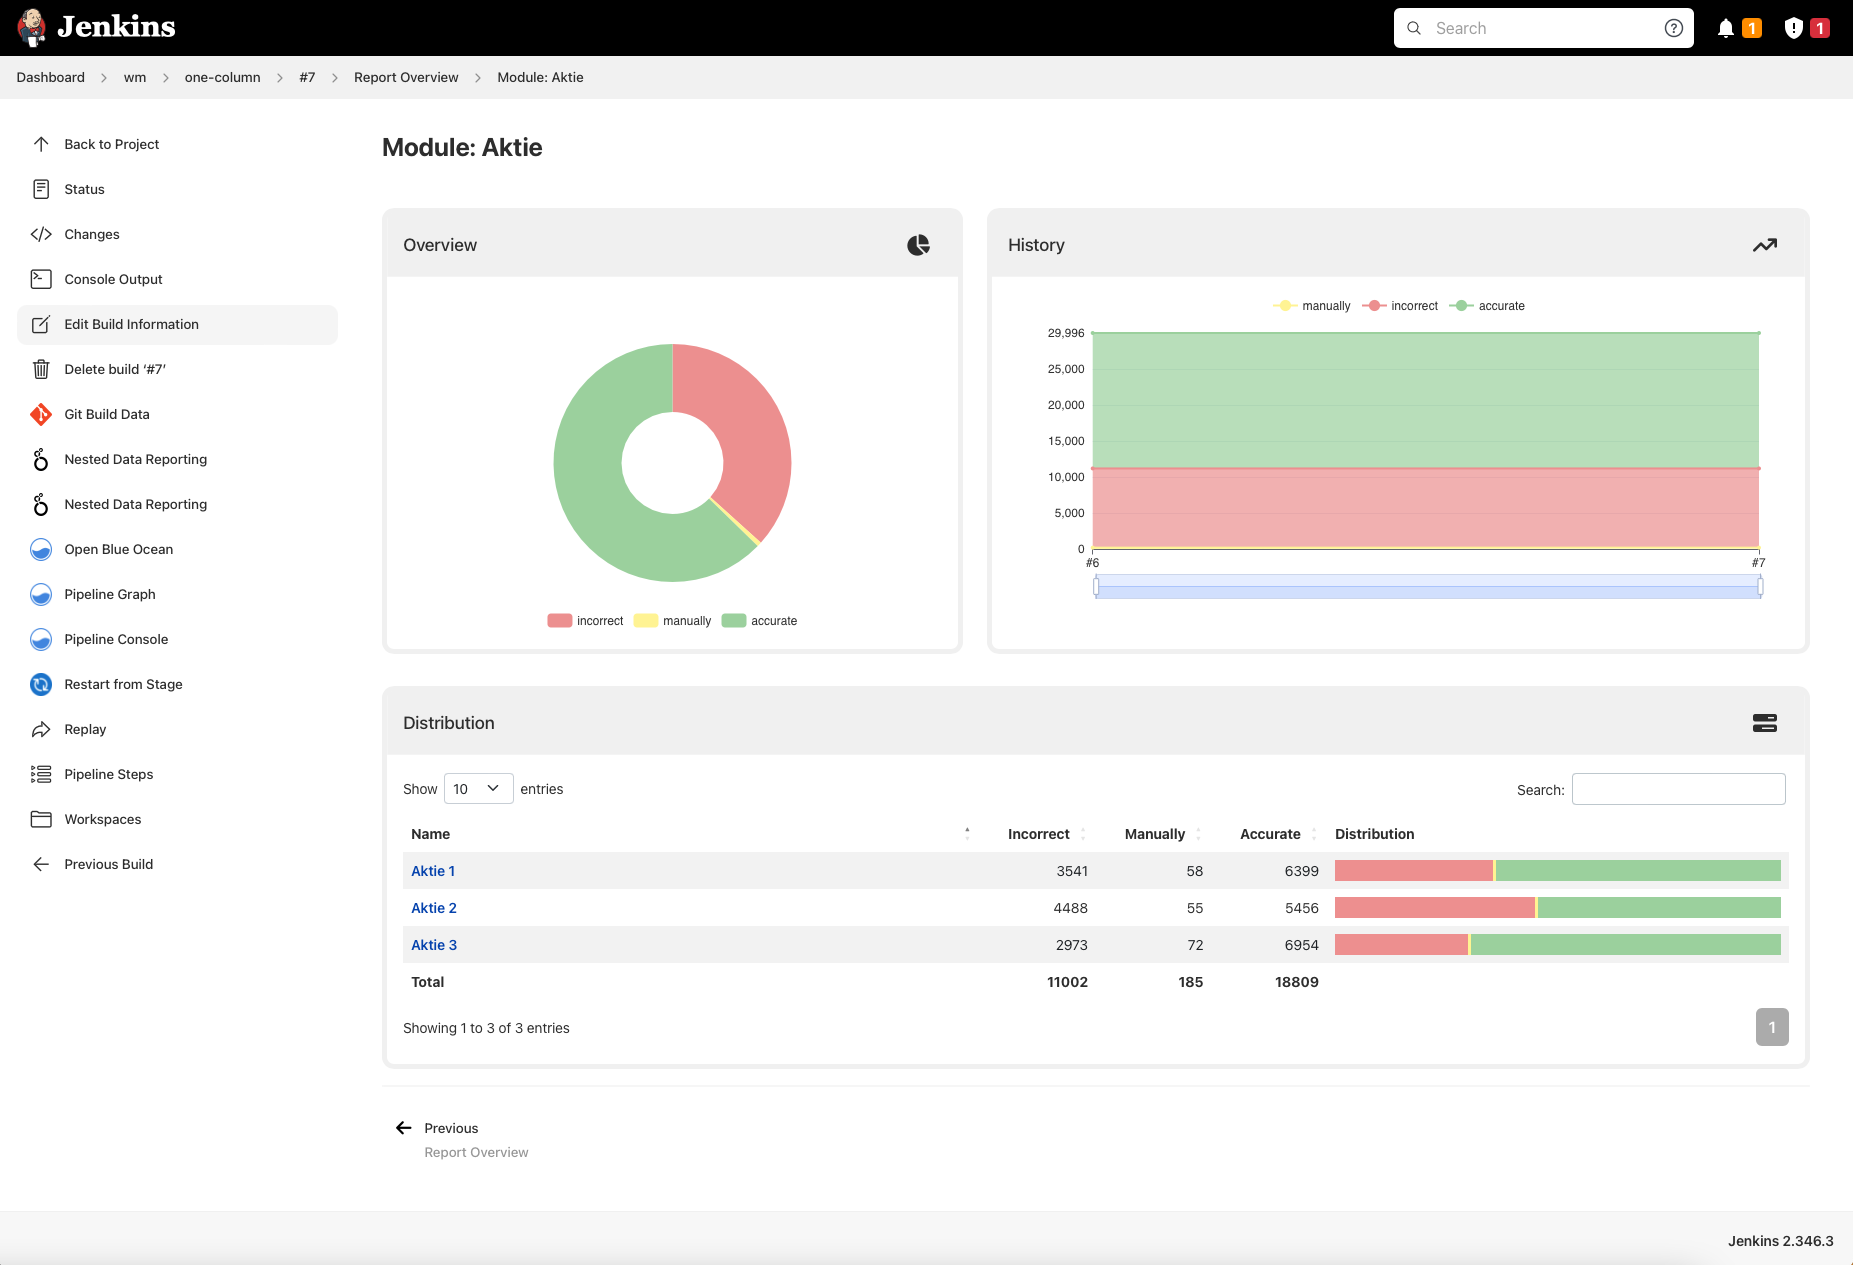 Jenkins
Search
1
1
Dashboard
wm
one-column
#7
Report Overview
Module: Aktie
Back to Project
Status
Changes
Console Output
Edit Build Information
Delete build ‘#7’
Git Build Data
Nested Data Reporting
Nested Data Reporting
Open Blue Ocean
Pipeline Graph
Pipeline Console
Restart from Stage
Replay
Pipeline Steps
Workspaces
Previous Build
Module: Aktie
Overview
incorrect manually accurate
History
manually incorrect accurate
29,996
25,000
20,000
15,000
10,000
5,000
0
#6 #7
Distribution
Show 10 entries
Search:
Name Incorrect Manually Accurate Distribution
Aktie 1 3541 58 6399
Aktie 2 4488 55 5456
Aktie 3 2973 72 6954
Total 11002 185 18809
Showing 1 to 3 of 3 entries
1
Previous
Report Overview
Jenkins 2.346.3